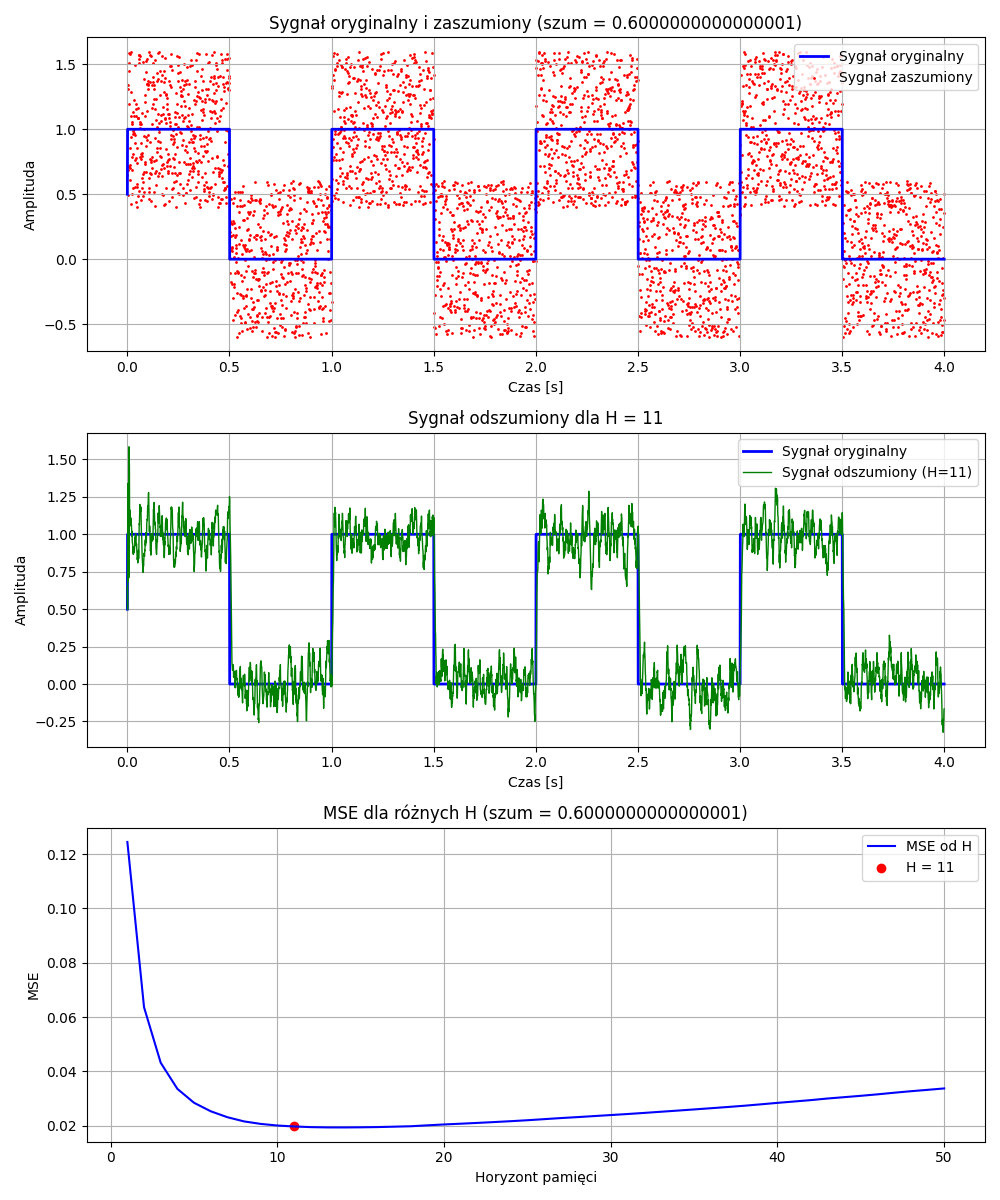 Sygnał oryginalny i zaszumiony (szum = 0.6000000000000001)
Sygnał oryginalny
Sygnał zaszumiony
Amplituda
1.5
1.0
0.5
0.0
−0.5
0.0 0.5 1.0 1.5 2.0 2.5 3.0 3.5 4.0
Czas [s]
Sygnał odszumiony dla H = 11
Sygnał oryginalny
Sygnał odszumiony (H=11)
Amplituda
1.50
1.25
1.00
0.75
0.50
0.25
0.00
−0.25
0.0 0.5 1.0 1.5 2.0 2.5 3.0 3.5 4.0
Czas [s]
MSE dla różnych H (szum = 0.6000000000000001)
MSE od H
H = 11
MSE
0.12
0.10
0.08
0.06
0.04
0.02
0 10 20 30 40 50
Horyzont pamięci